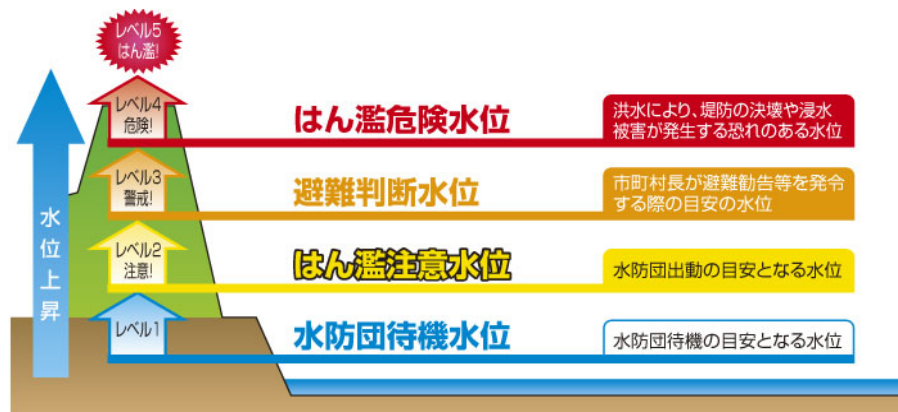 レベル5
はん濫!
レベル4
危険!
はん濫危険水位
洪水により、堤防の決壊や浸水
被害が発生する恐れのある水位
レベル3
警戒!
避難判断水位
市町村長が避難勧告等を発令
する際の目安の水位
レベル2
注意!
はん濫注意水位
水防団出動の目安となる水位
レベル1
水防団待機水位
水防団待機の目安となる水位
水位上昇